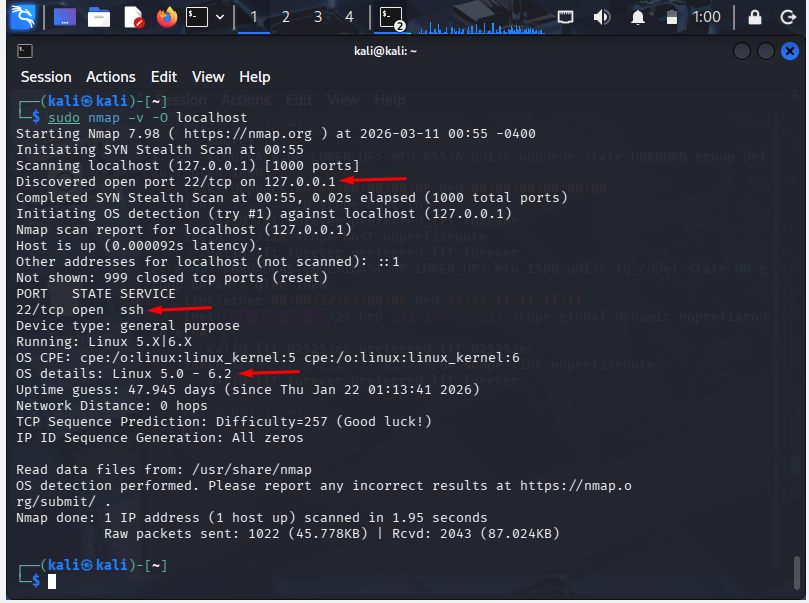 1 2 3 4 2 1:00
kali@kali: ~
Session Actions Edit View Help
┌──(kali㉿kali)-[~]
└─$ sudo nmap -v -O localhost
Starting Nmap 7.98 ( https://nmap.org ) at 2026-03-11 00:55 -0400
Initiating SYN Stealth Scan at 00:55
Scanning localhost (127.0.0.1) [1000 ports]
Discovered open port 22/tcp on 127.0.0.1
Completed SYN Stealth Scan at 00:55, 0.02s elapsed (1000 total ports)
Initiating OS detection (try #1) against localhost (127.0.0.1)
Nmap scan report for localhost (127.0.0.1)
Host is up (0.000092s latency).
Other addresses for localhost (not scanned): ::1
Not shown: 999 closed tcp ports (reset)
PORT   STATE SERVICE
22/tcp open  ssh
Device type: general purpose
Running: Linux 5.X|6.X
OS CPE: cpe:/o:linux:linux_kernel:5 cpe:/o:linux:linux_kernel:6
OS details: Linux 5.0 - 6.2
Uptime guess: 47.945 days (since Thu Jan 22 01:13:41 2026)
Network Distance: 0 hops
TCP Sequence Prediction: Difficulty=257 (Good luck!)
IP ID Sequence Generation: All zeros
Read data files from: /usr/share/nmap
OS detection performed. Please report any incorrect results at https://nmap.o
rg/submit/ .
Nmap done: 1 IP address (1 host up) scanned in 1.95 seconds
Raw packets sent: 1022 (45.778KB) | Rcvd: 2043 (87.024KB)
┌──(kali㉿kali)-[~]
└─$